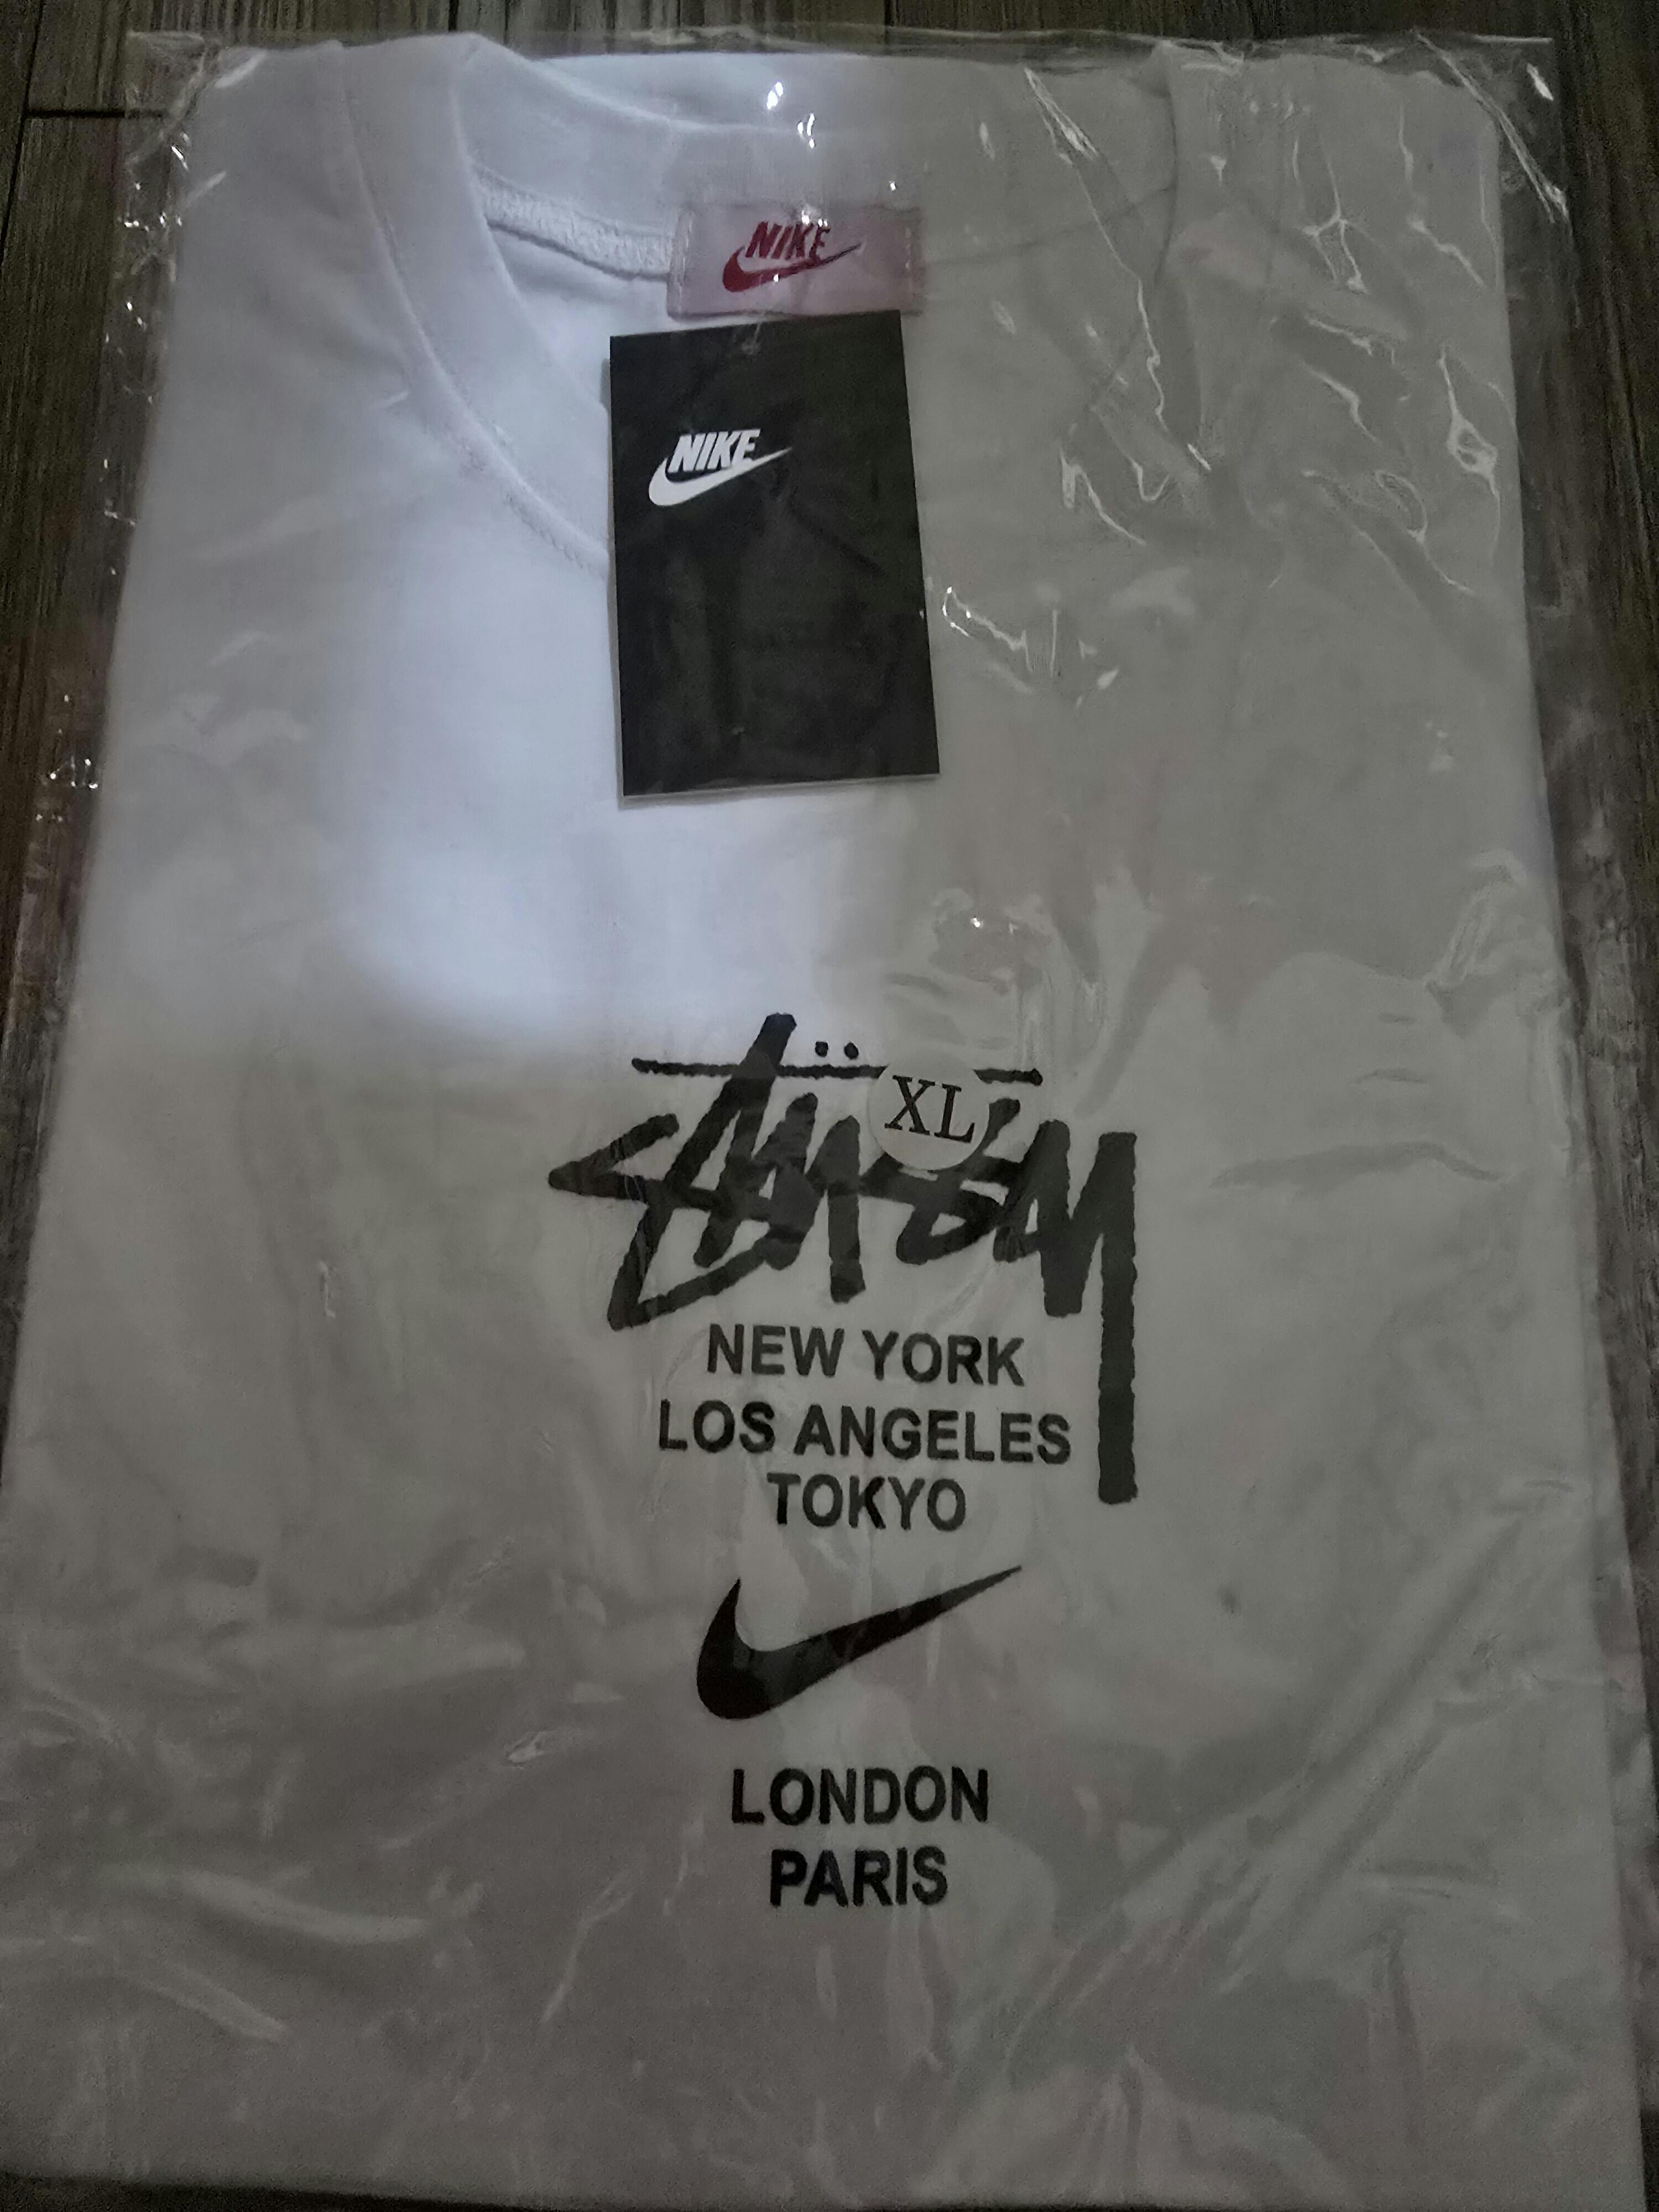 NIKE
NIKE
STÜSSY
XL
NEW YORK
LOS ANGELES
TOKYO
LONDON
PARIS